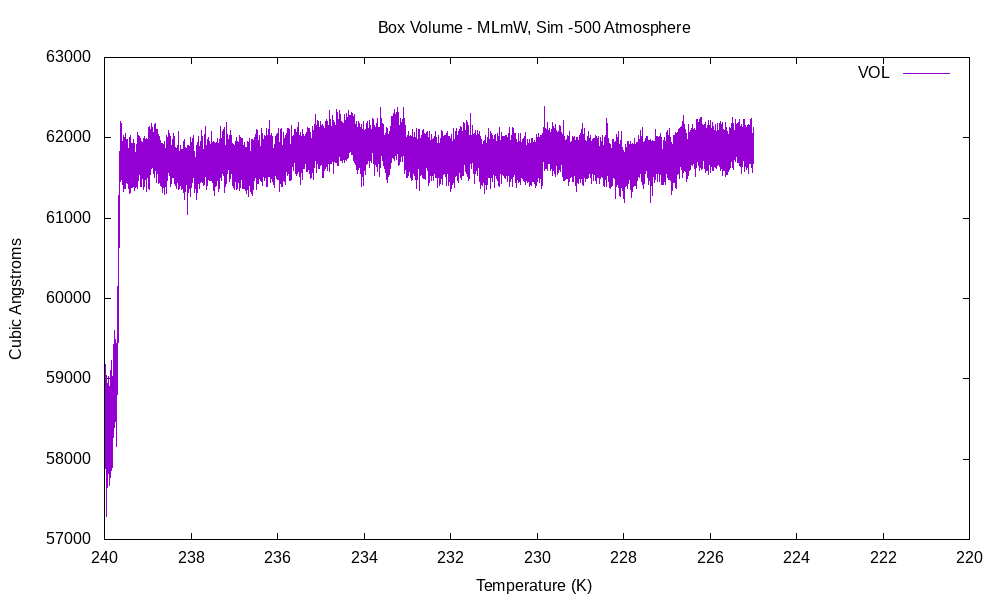 Box Volume - MLmW, Sim -500 Atmosphere
63000
VOL
62000
61000
60000
59000
58000
57000
Cubic Angstroms
240 238 236 234 232 230 228 226 224 222 220
Temperature (K)